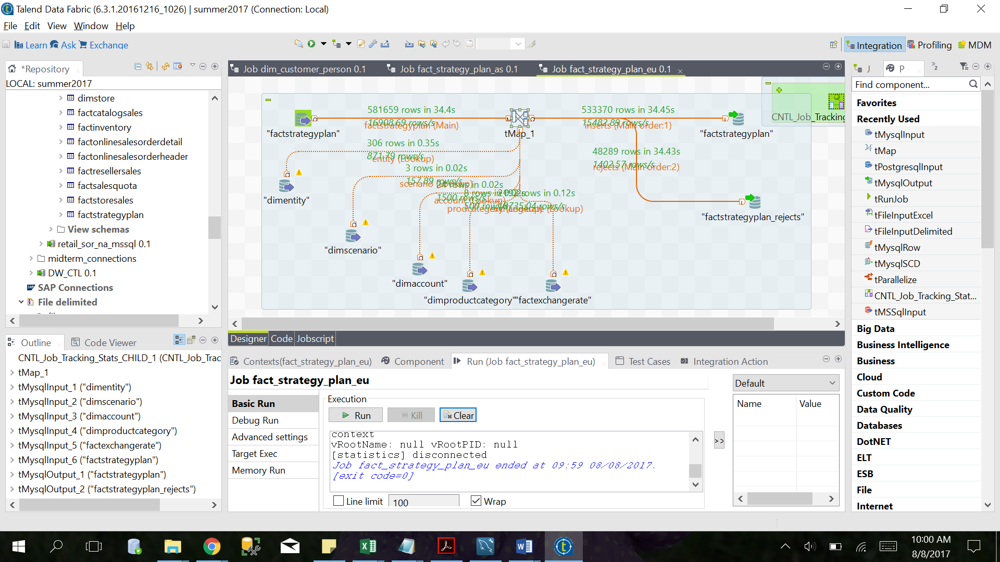 Talend Data Fabric (6.3.1.20161216_1026) | summer2017 (Connection: Local)
File Edit View Window Help
Learn Ask Exchange
Integration Profiling MDM
*Repository
LOCAL: summer2017
dimstore
factcatalogsales
factinventory
factonlinesalesorderdetail
factonlinesalesorderheader
factresellersales
factsalesquota
factstoresales
factstrategyplan
View schemas
retail_sor_na_mssql 0.1
midterm_connections
DW_CTL 0.1
SAP Connections
File delimited
Outline Code Viewer
CNTL_Job_Tracking_Stats_CHILD_1 (CNTL_Job_Trac
tMap_1
tMysqlInput_1 ("dimentity")
tMysqlInput_2 ("dimscenario")
tMysqlInput_3 ("dimaccount")
tMysqlInput_4 ("dimproductcategory")
tMysqlInput_5 ("factexchangerate")
tMysqlInput_6 ("factstrategyplan")
tMysqlOutput_1 ("factstrategyplan")
tMysqlOutput_2 ("factstrategyplan_rejects")
Job dim_customer_person 0.1 Job fact_strategy_plan_as 0.1 Job fact_strategy_plan_eu 0.1
581659 rows in 34.4s
16908.69 rows/s
factstrategyplan (Main)
"factstrategyplan"
tMap_1
533370 rows in 34.45s
15482.89 rows/s
inserts (Main order:1)
"factstrategyplan"
CNTL_Job_Tracking
306 rows in 0.35s
871.79 rows/s
entity (Lookup)
48289 rows in 34.43s
1402.57 rows/s
rejects (Main order:2)
3 rows in 0.02s
157.89 rows/s
24 rows in 0.02s
1500 rows/s
account (Lookup)
rows in 0.12s
(Lookup)
"dimentity"
"factstrategyplan_rejects"
"dimscenario"
"dimaccount"
"dimproductcategory"
"factexchangerate"
Designer Code Jobscript
Contexts(fact_strategy_plan_eu) Component Run (Job fact_strategy_plan_eu) Test Cases Integration Action
Job fact_strategy_plan_eu
Basic Run
Debug Run
Advanced settings
Target Exec
Memory Run
Execution
Run Kill Clear
context
vRootName: null vRootPID: null
[statistics] disconnected
Job fact_strategy_plan_eu ended at 09:59 08/08/2017.
[exit code=0]
Line limit 100 Wrap
>>
Default
Name Value
J P
Find component...
Favorites
Recently Used
tMysqlInput
tMap
tPostgresqlInput
tMysqlOutput
tRunJob
tFileInputExcel
tFileInputDelimited
tMysqlRow
tMysqlSCD
tParallelize
CNTL_Job_Tracking_Stat...
tMSSqlInput
Big Data
Business Intelligence
Business
Cloud
Custom Code
Data Quality
Databases
DotNET
ELT
ESB
File
Internet
10:00 AM
8/8/2017